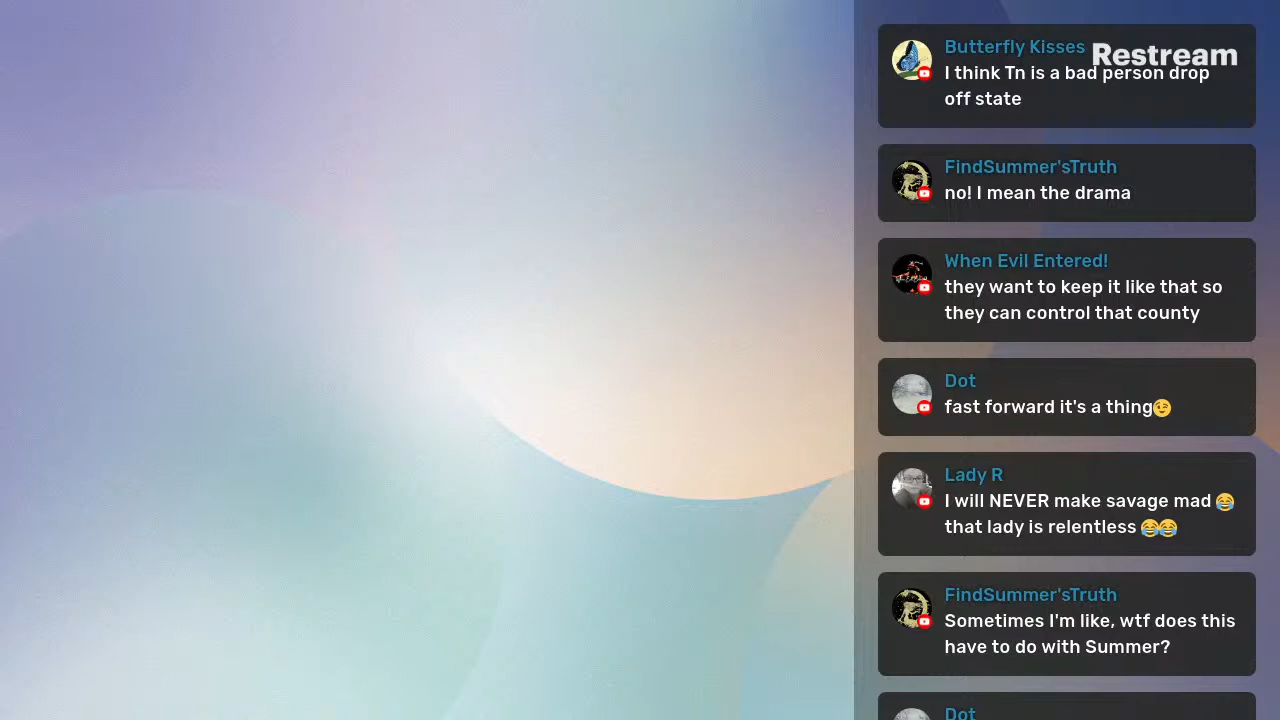 Butterfly Kisses
Restream
I think Tn is a bad person drop
off state
FindSummer'sTruth
no! I mean the drama
When Evil Entered!
they want to keep it like that so
they can control that county
Dot
fast forward it's a thing😉
Lady R
I will NEVER make savage mad 😂
that lady is relentless 😂😂
FindSummer'sTruth
Sometimes I'm like, wtf does this
have to do with Summer?
Dot